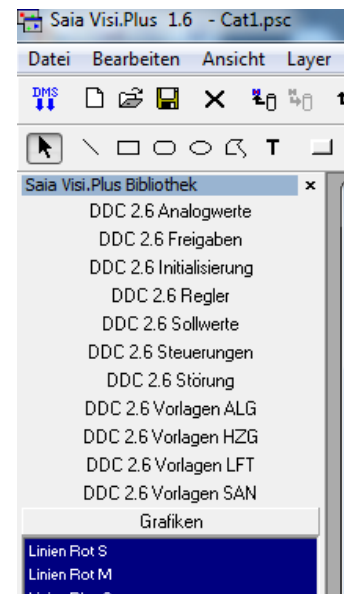 Saia Visi.Plus 1.6 - Cat1.psc
Datei Bearbeiten Ansicht Layer
DMS
T
Saia Visi.Plus Bibliothek
DDC 2.6 Analogwerte
DDC 2.6 Freigaben
DDC 2.6 Initialisierung
DDC 2.6 Regler
DDC 2.6 Sollwerte
DDC 2.6 Steuerungen
DDC 2.6 Störung
DDC 2.6 Vorlagen ALG
DDC 2.6 Vorlagen HZG
DDC 2.6 Vorlagen LFT
DDC 2.6 Vorlagen SAN
Grafiken
Linien Rot S
Linien Rot M